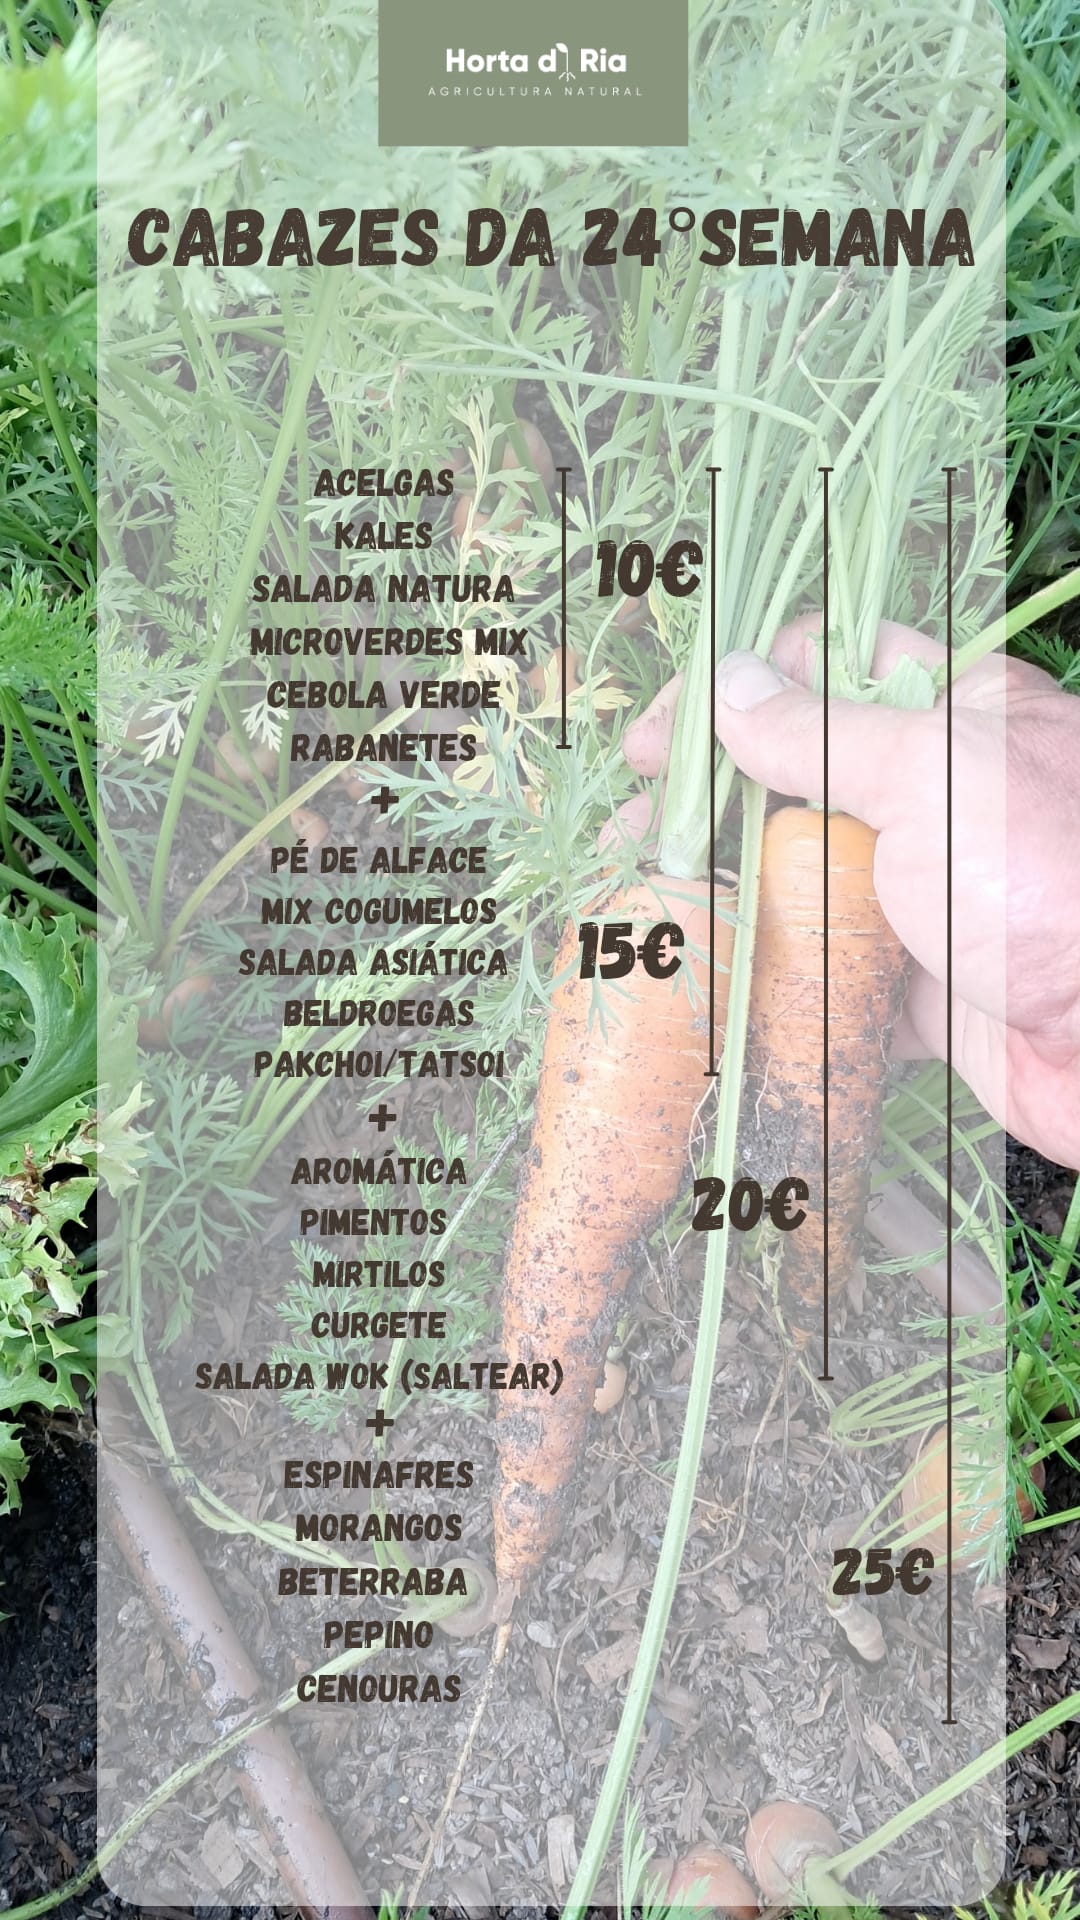 Horta d Ria
AGRICULTURA NATURAL
CABAZES DA 24°SEMANA
ACELGAS
KALES
SALADA NATURA
MICROVERDES MIX
CEBOLA VERDE
RABANETES
10€
+
PÉ DE ALFACE
MIX COGUMELOS
SALADA ASIÁTICA
BELDROEGAS
PAKCHOI/TATSOI
15€
+
AROMÁTICA
PIMENTOS
MIRTILOS
CURGETE
SALADA WOK (SALTEAR)
20€
+
ESPINAFRES
MORANGOS
BETERRABA
PEPINO
CENOURAS
25€